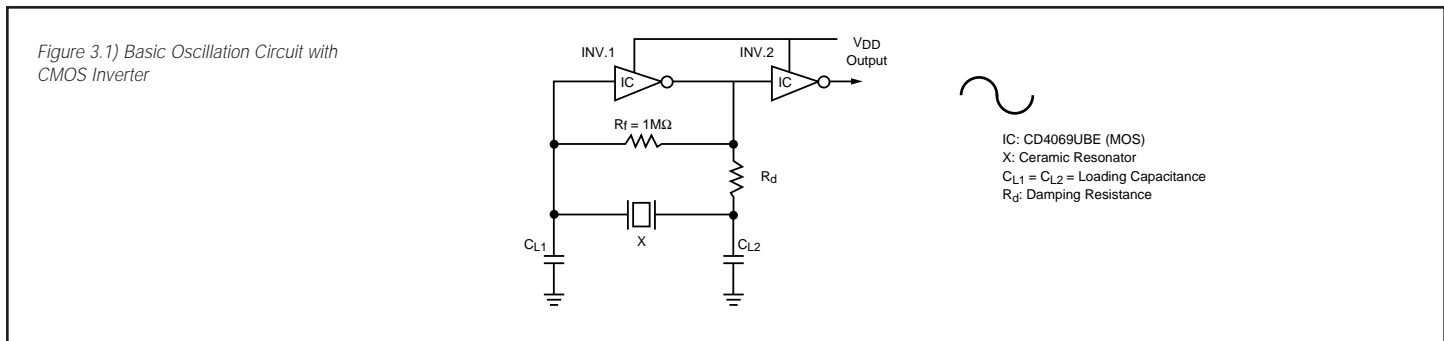 Figure 3.1) Basic Oscillation Circuit with
CMOS Inverter
INV.1
INV.2
VDD
Output
IC
IC
Rf = 1MΩ
Rd
CL1
X
CL2
IC: CD4069UBE (MOS)
X: Ceramic Resonator
CL1 = CL2 = Loading Capacitance
Rd: Damping Resistance